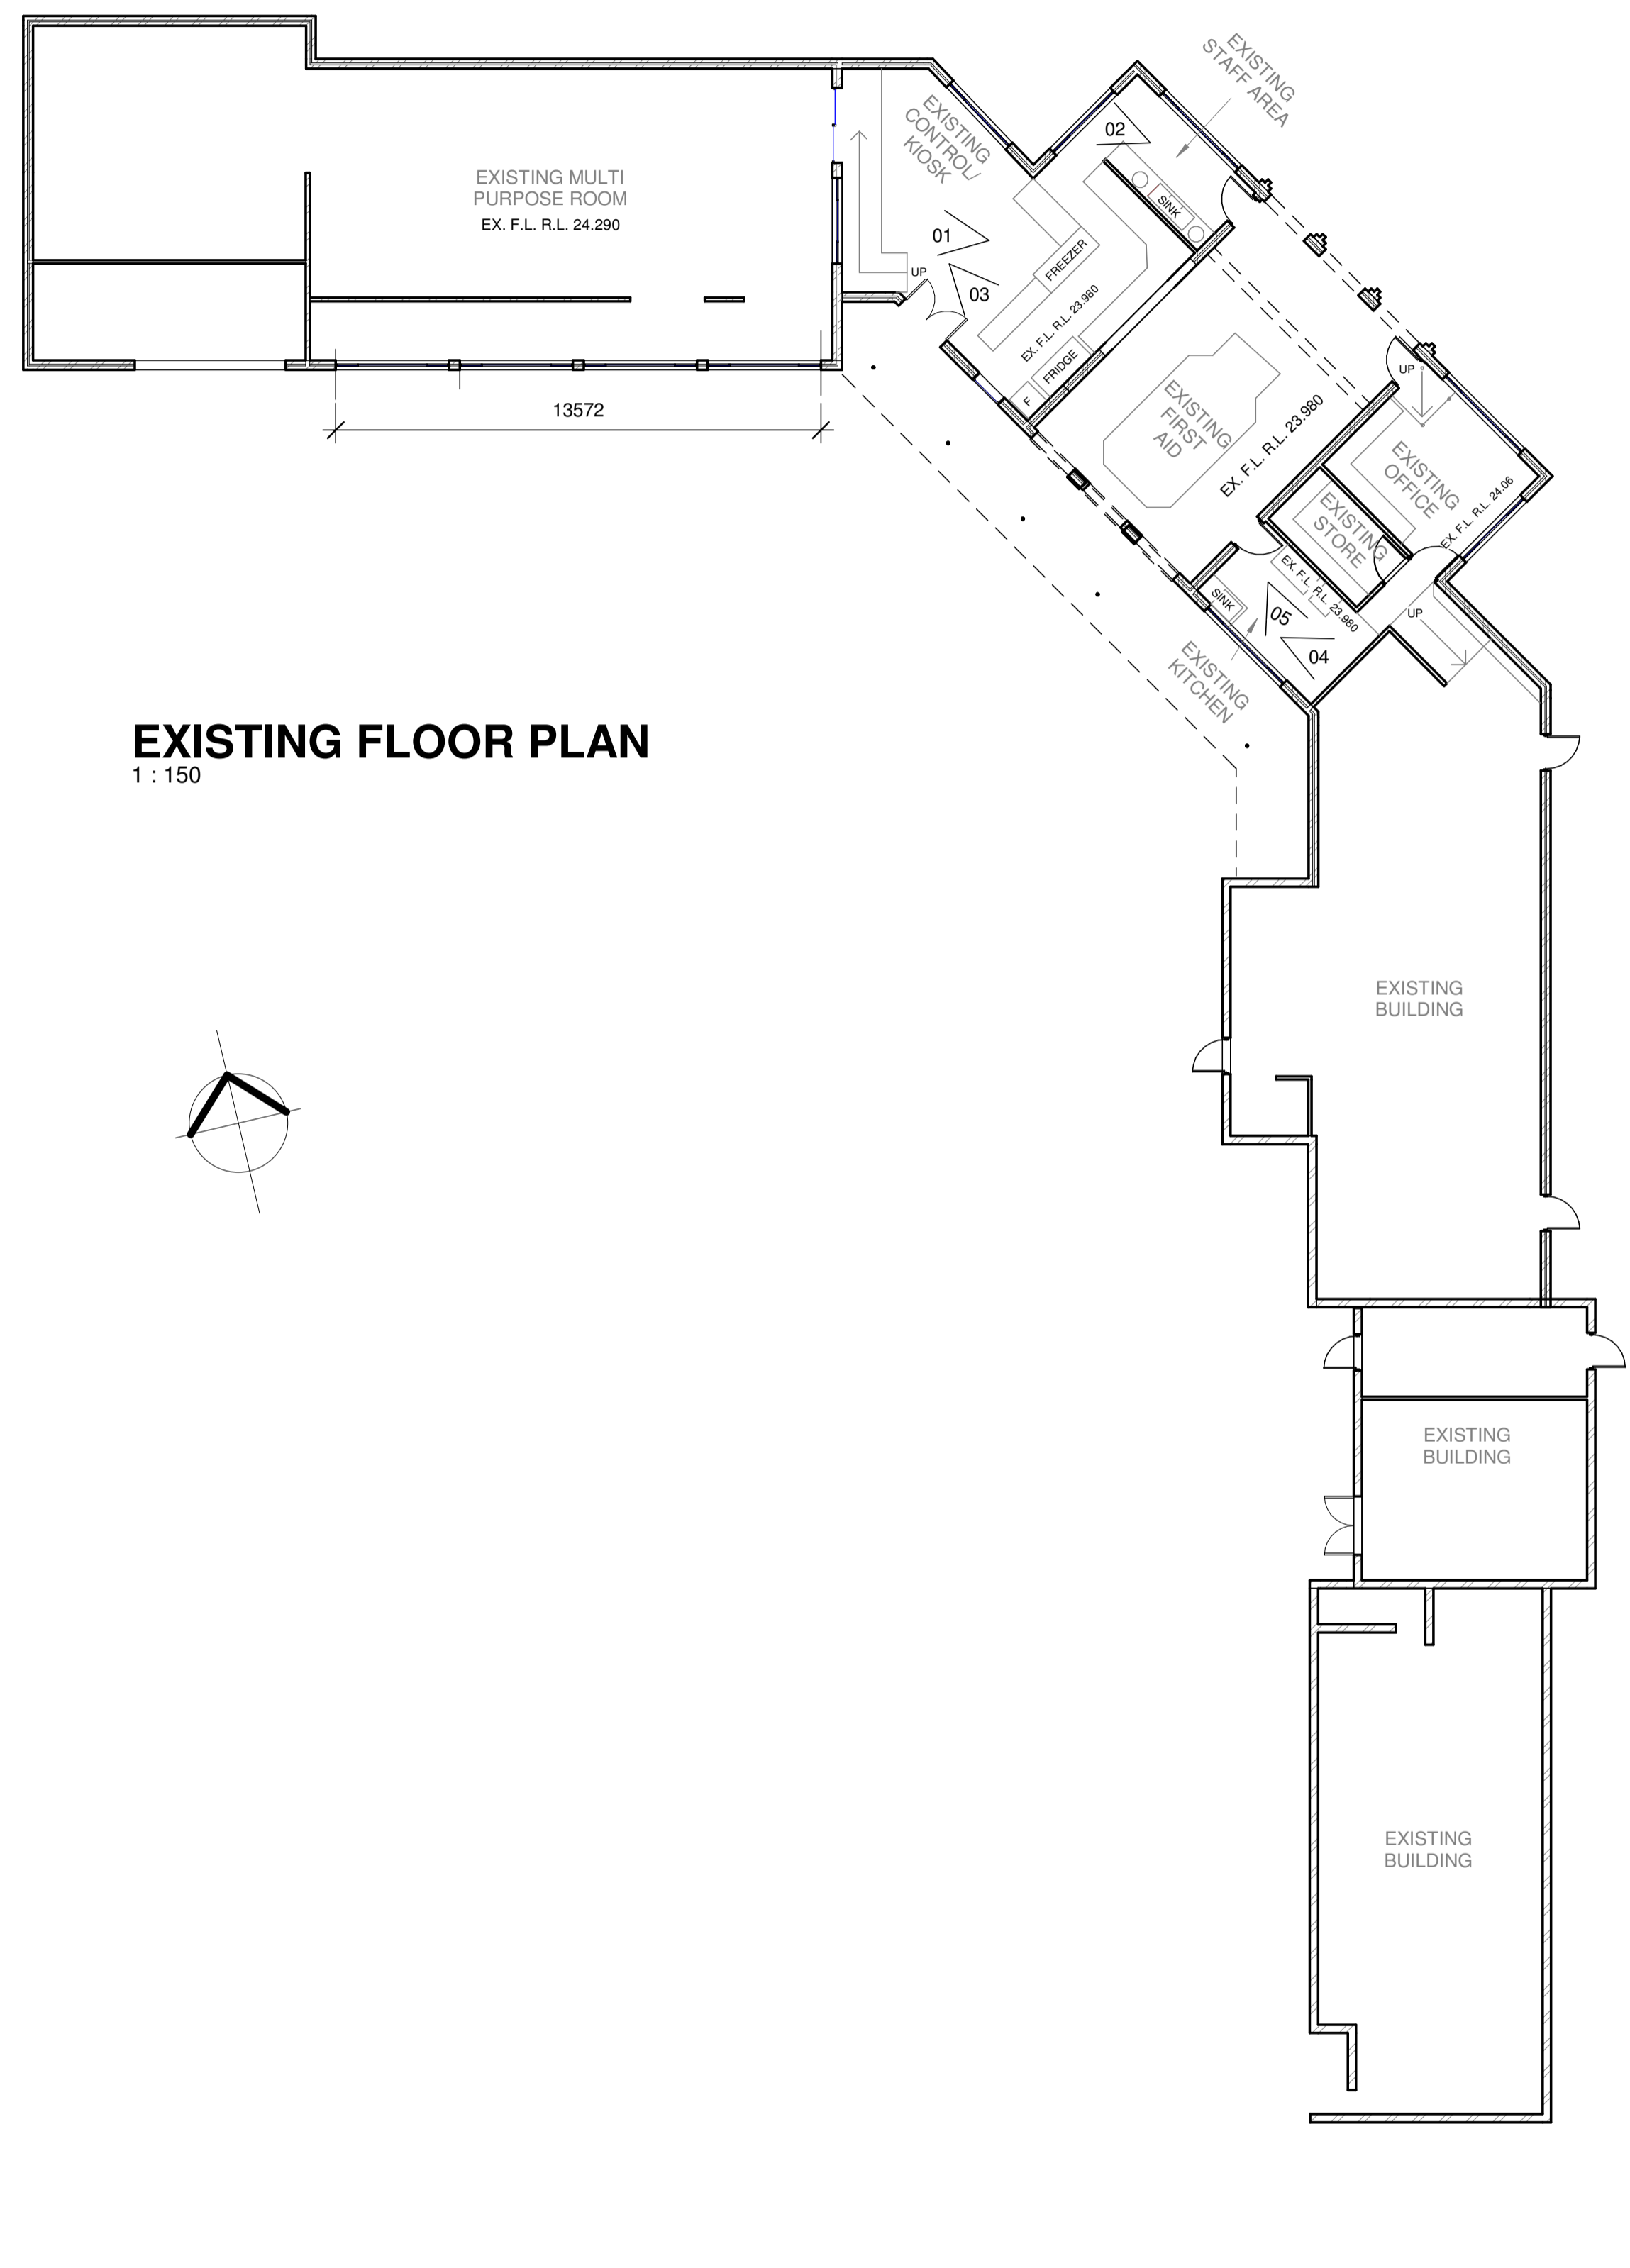 EXISTING
STAFF AREA
EXISTING
CONTROL/
KIOSK
02
SINK
EXISTING MULTI
PURPOSE ROOM
EX. F.L. R.L. 24.290
01
UP
03
FREEZER
EX. F.L. R.L. 23.980
FRIDGE
F
13572
EXISTING
FIRST
AID
EX. F.L. R.L. 23.980
UP
EXISTING
OFFICE
EX. F.L. R.L. 24.06
EXISTING
STORE
EX. F.L. R.L. 23.980
SINK
05
04
UP
EXISTING
KITCHEN
EXISTING FLOOR PLAN
1 : 150
EXISTING
BUILDING
EXISTING
BUILDING
EXISTING
BUILDING